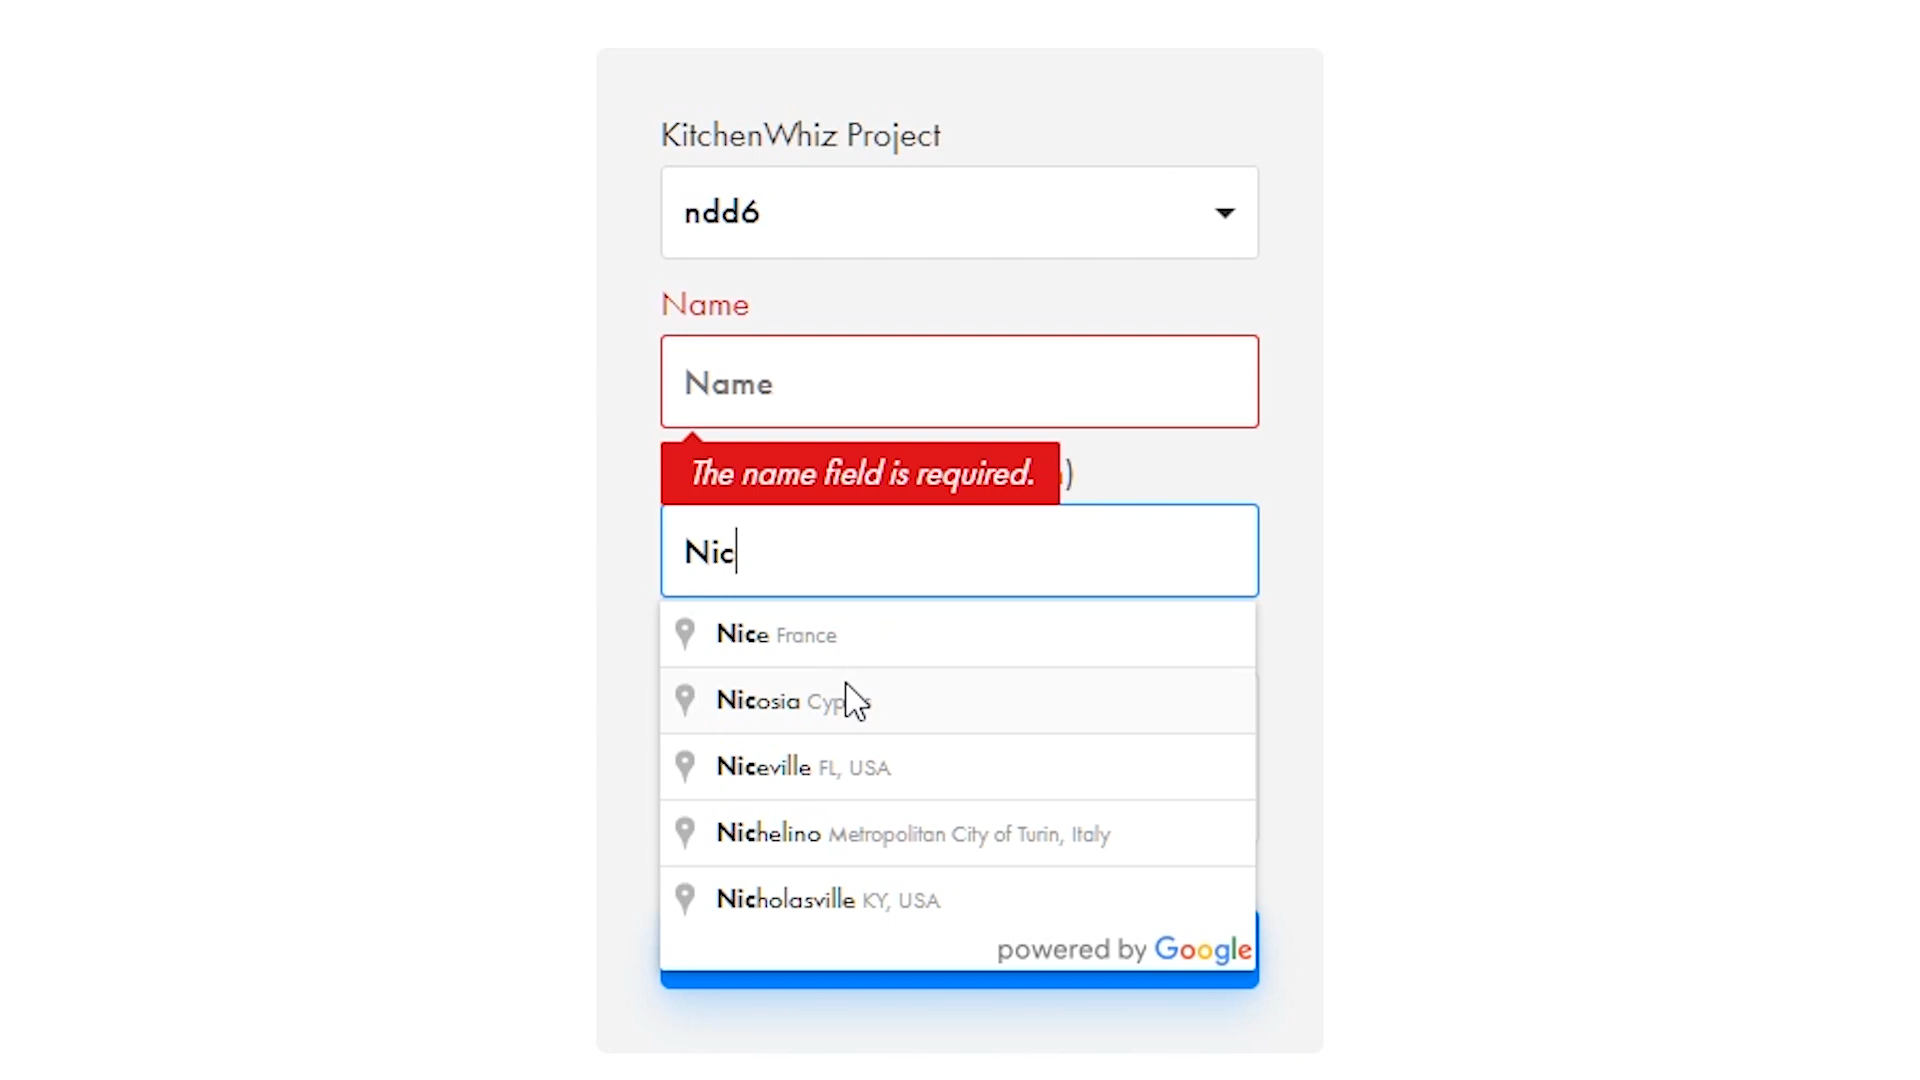 KitchenWhiz Project
ndd6
Name
Name
The name field is required. )
Nic
Nice France
Nicosia
Niceville FL, USA
Nichelino Metropolitan City of Turin, Italy
Nicholasville KY, USA
powered by Google